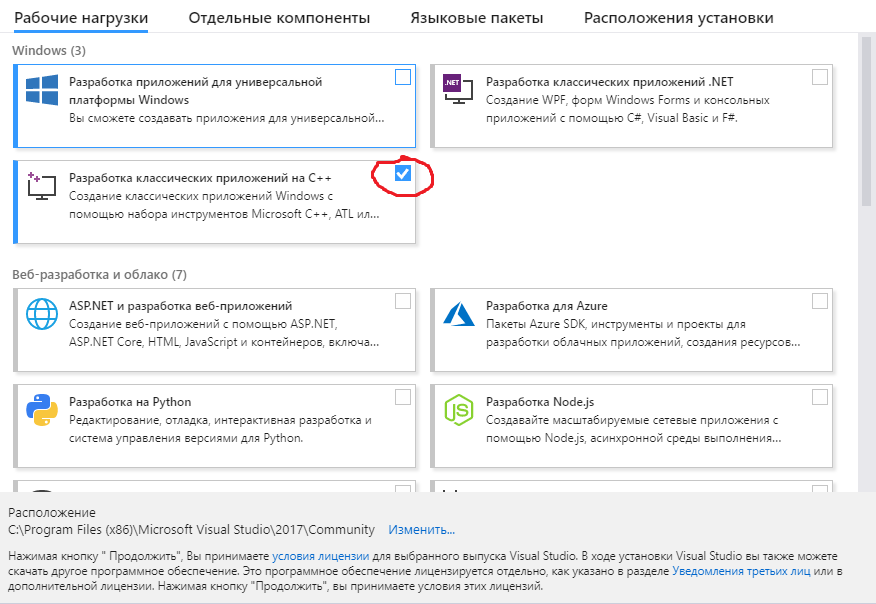 Рабочие нагрузки Отдельные компоненты Языковые пакеты Расположения установки
Windows (3)
Разработка приложений для универсальной
платформы Windows
Вы сможете создавать приложения для универсальной...
.NET
Разработка классических приложений .NET
Создание WPF, форм Windows Forms и консольных
приложений с помощью C#, Visual Basic и F#.
Разработка классических приложений на C++
Создание классических приложений Windows с
помощью набора инструментов Microsoft C++, ATL ил...
Веб-разработка и облако (7)
ASP.NET и разработка веб-приложений
Создание веб-приложений с помощью ASP.NET,
ASP.NET Core, HTML, JavaScript и контейнеров, включа...
Разработка для Azure
Пакеты Azure SDK, инструменты и проекты для
разработки облачных приложений, создания ресурсов...
Разработка на Python
Редактирование, отладка, интерактивная разработка и
система управления версиями для Python.
JS
Разработка Node.js
Создавайте масштабируемые сетевые приложения с
помощью Node.js, асинхронной среды выполнения...
Расположение
C:\Program Files (x86)\Microsoft Visual Studio\2017\Community Изменить...
Нажимая кнопку " Продолжить", Вы принимаете условия лицензии для выбранного выпуска Visual Studio. В ходе установки Visual Studio вы также можете
скачать другое программное обеспечение. Это программное обеспечение лицензируется отдельно, как указано в разделе Уведомления третьих лиц или в
дополнительной лицензии. Нажимая кнопку "Продолжить", вы принимаете условия этих лицензий.